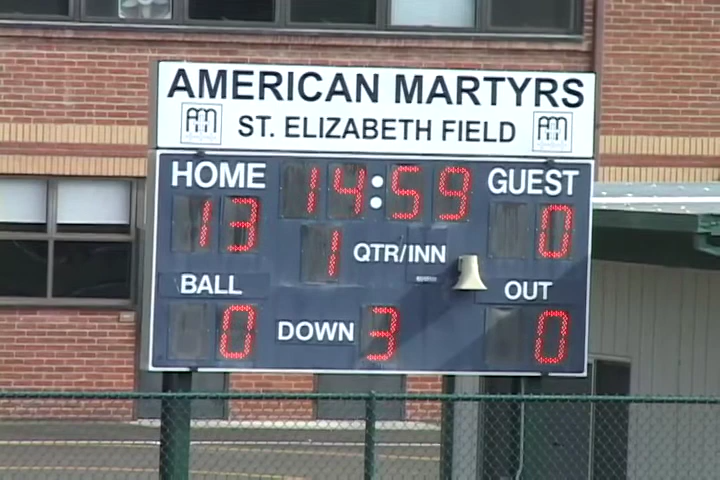 AMERICAN MARTYRS
ST. ELIZABETH FIELD
HOME 14:59 GUEST
13 1 QTR/INN 0
BALL OUT
0 DOWN 3 0